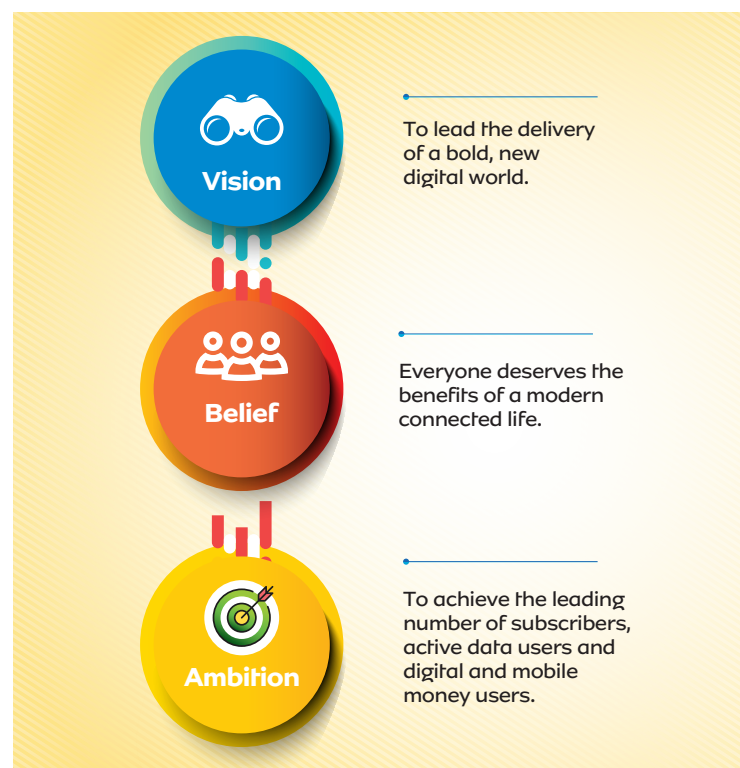 Vision
To lead the delivery
of a bold, new
digital world.
Belief
Everyone deserves the
benefits of a modern
connected life.
Ambition
To achieve the leading
number of subscribers,
active data users and
digital and mobile
money users.